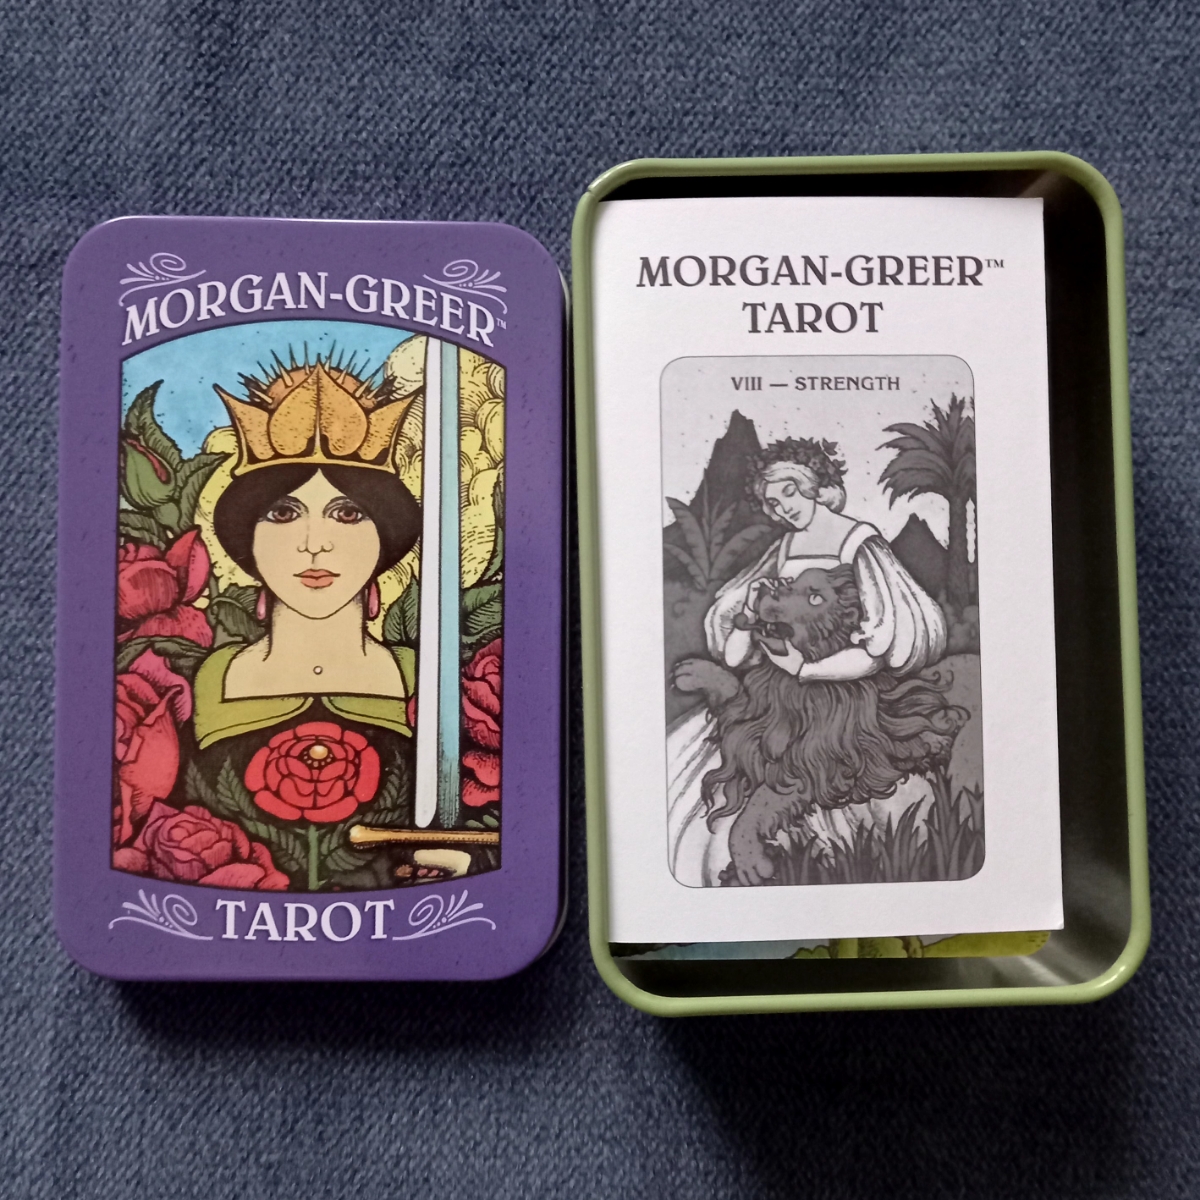 MORGAN-GREER™
TAROT
MORGAN-GREER™
TAROT
VIII — STRENGTH